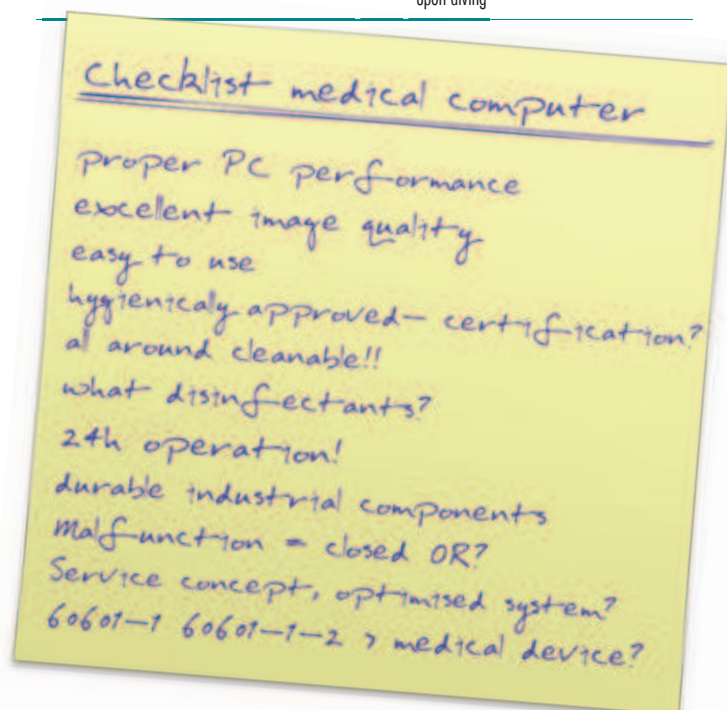 upon diving
Checklist medical computer
proper PC performance
excellent image quality
easy to use
hygienicaly approved— certification?
al around cleanable!!
what disinfectants?
24h operation!
durable industrial components
Malfunction = closed OR?
Service concept, optimised system?
60601-1 60601-1-2 > medical device?